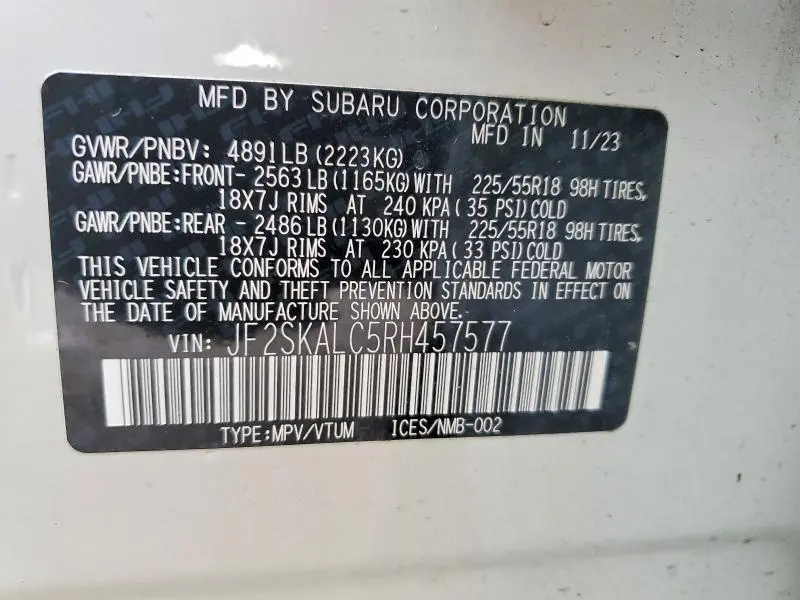 MFD BY SUBARU CORPORATION
MFD IN 11/23
GVWR/PNBV: 4891LB (2223KG)
GAWR/PNBE:FRONT- 2563LB (1165KG) WITH 225/55R18 98H TIRES,
18X7J RIMS AT 240 KPA ( 35 PSI) COLD
GAWR/PNBE:REAR - 2486LB (1130KG) WITH 225/55R18 98H TIRES,
18X7J RIMS AT 230 KPA ( 33 PSI) COLD
THIS VEHICLE CONFORMS TO ALL APPLICABLE FEDERAL MOTOR
VEHICLE SAFETY AND THEFT PREVENTION STANDARDS IN EFFECT ON
THE DATE OF MANUFACTURE SHOWN ABOVE.
VIN: JF2SKALC5RH457577
TYPE:MPV/VTUM ICES/NMB-002